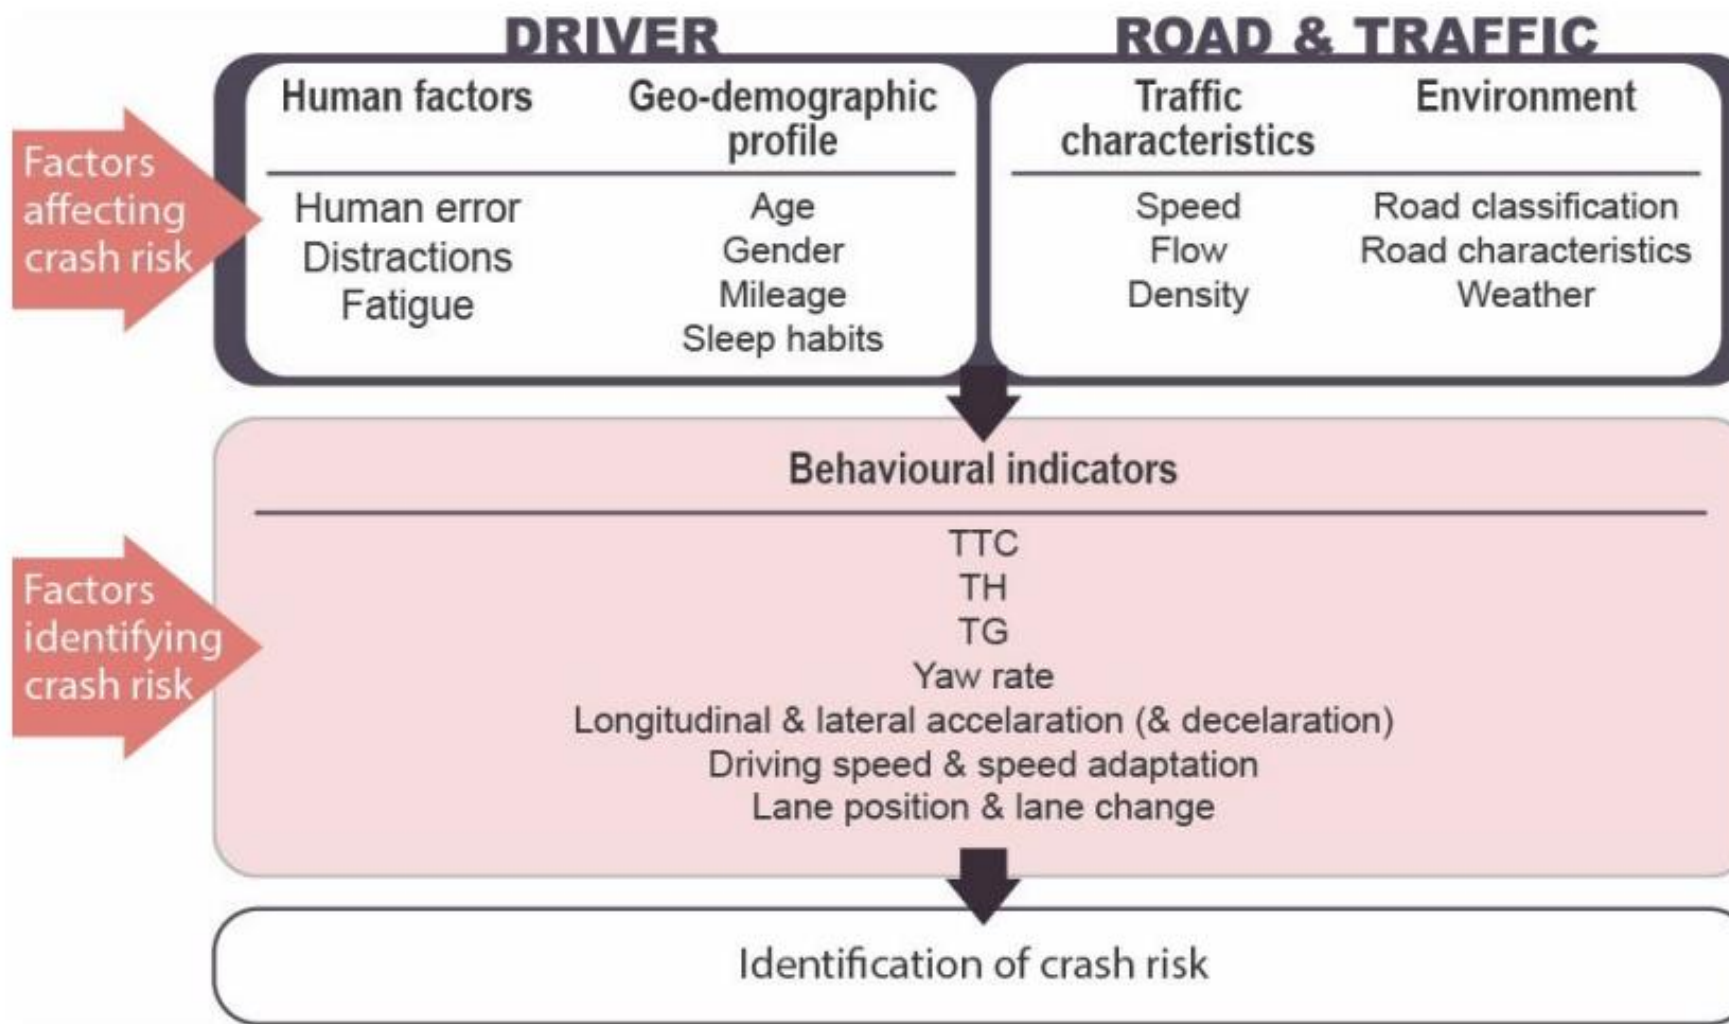 DRIVER
ROAD & TRAFFIC
Factors
affecting
crash risk
Human factors
Human error
Distractions
Fatigue
Geo-demographic
profile
Age
Gender
Mileage
Sleep habits
Traffic
characteristics
Speed
Flow
Density
Environment
Road classification
Road characteristics
Weather
Factors
identifying
crash risk
Behavioural indicators
TTC
TH
TG
Yaw rate
Longitudinal & lateral accelaration (& decelaration)
Driving speed & speed adaptation
Lane position & lane change
Identification of crash risk